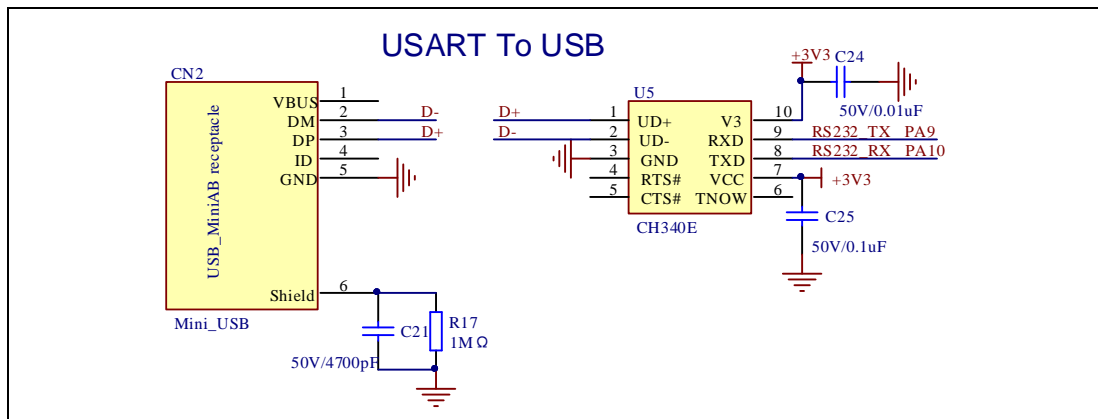 USART To USB
CN2
USB_MiniAB receptacle
VBUS 1
DM 2 D-
DP 3 D+
ID 4
GND 5
Shield 6
Mini_USB
C21
50V/4700pF
R17
1MΩ
U5
D+ 1 UD+ V3 10
D- 2 UD- RXD 9 RS232_TX PA9
3 GND TXD 8 RS232_RX PA10
4 RTS# VCC 7 +3V3
5 CTS# TNOW 6
CH340E
+3V3
C24
50V/0.01uF
C25
50V/0.1uF